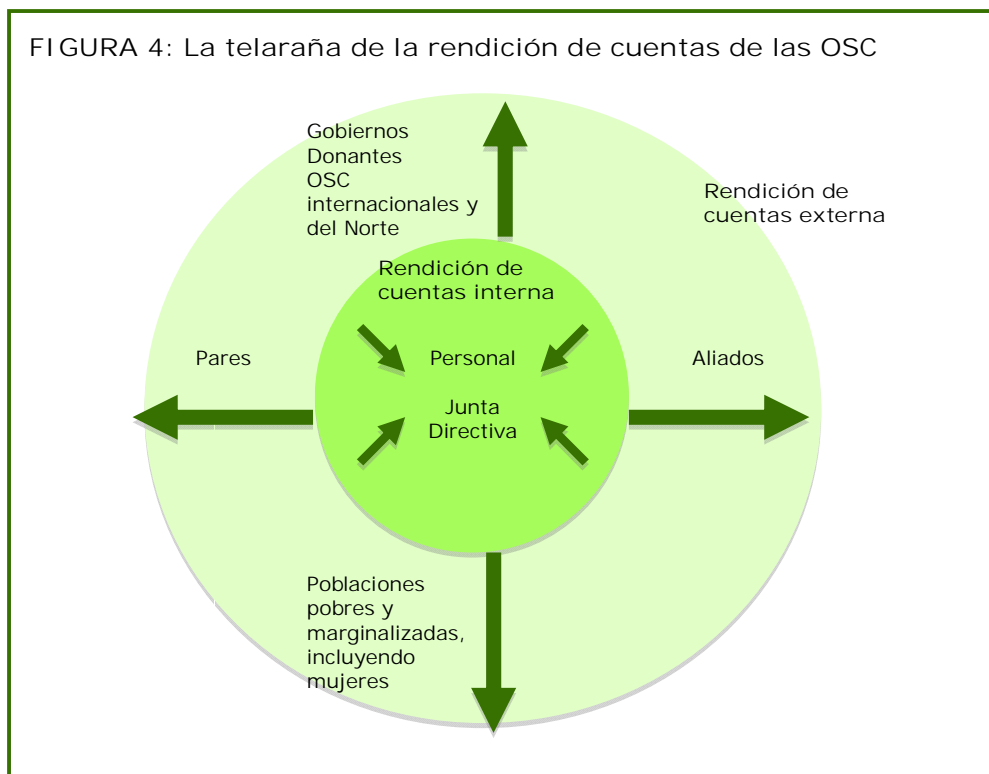 FIGURA 4: La telaraña de la rendición de cuentas de las OSC
Gobiernos
Donantes
OSC
internacionales y
del Norte
Rendición de
cuentas externa
Rendición de
cuentas interna
Pares
Personal
Aliados
Junta
Directiva
Poblaciones
pobres y
marginalizadas,
incluyendo
mujeres